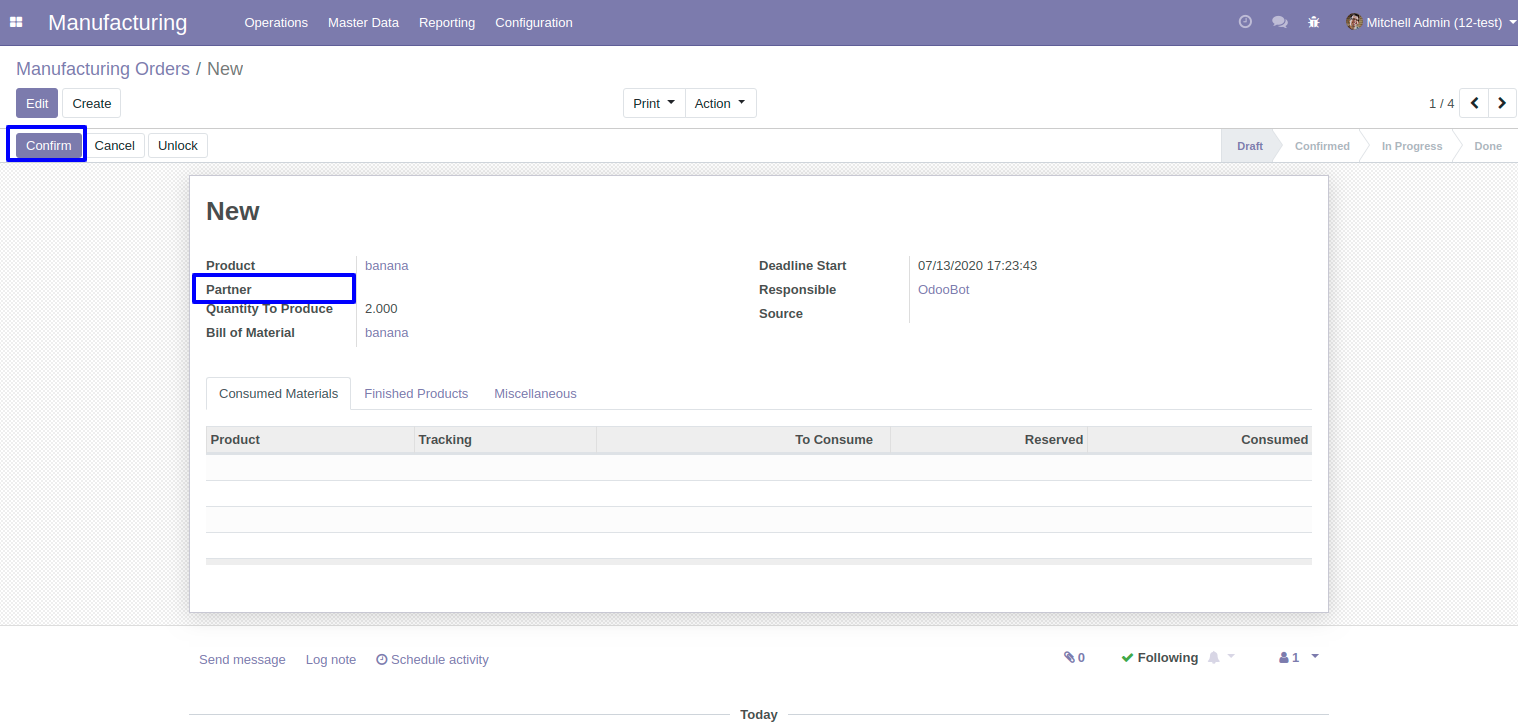 Manufacturing Operations Master Data Reporting Configuration Mitchell Admin (12-test)
Manufacturing Orders / New
Edit Create Print Action 1 / 4
Confirm Cancel Unlock Draft Confirmed In Progress Done
New
Product banana Deadline Start 07/13/2020 17:23:43
Partner Responsible OdooBot
Quantity To Produce 2.000 Source
Bill of Material banana
Consumed Materials Finished Products Miscellaneous
Product Tracking To Consume Reserved Consumed
Send message Log note Schedule activity 0 Following 1
Today